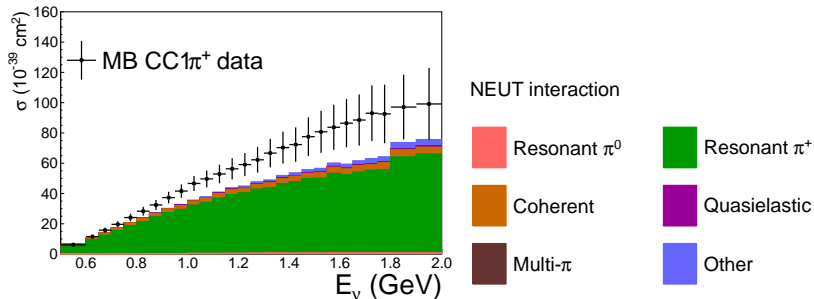 160
140
120
100
80
60
40
20
0
σ (10⁻³⁹ cm²)
MB CC1π⁺ data
0.6 0.8 1.0 1.2 1.4 1.6 1.8 2.0
E_ν (GeV)
NEUT interaction
Resonant π⁰ Resonant π⁺
Coherent Quasielastic
Multi-π Other